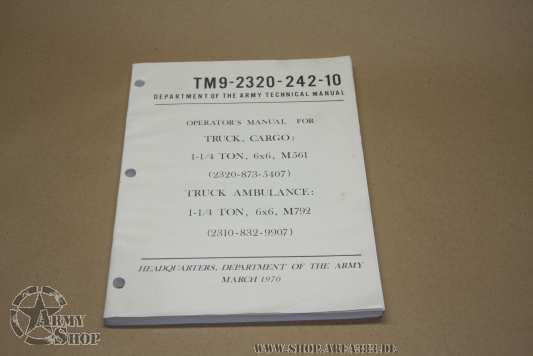 TM9-2320-242-10
DEPARTMENT OF THE ARMY TECHNICAL MANUAL
OPERATOR'S MANUAL FOR
TRUCK, CARGO:
1-1/4 TON, 6x6, M561
(2320-873-5407)
TRUCK AMBULANCE:
1-1/4 TON, 6x6, M792
(2310-832-9907)
HEADQUARTERS, DEPARTMENT OF THE ARMY
MARCH 1970
ARMY
SHOP